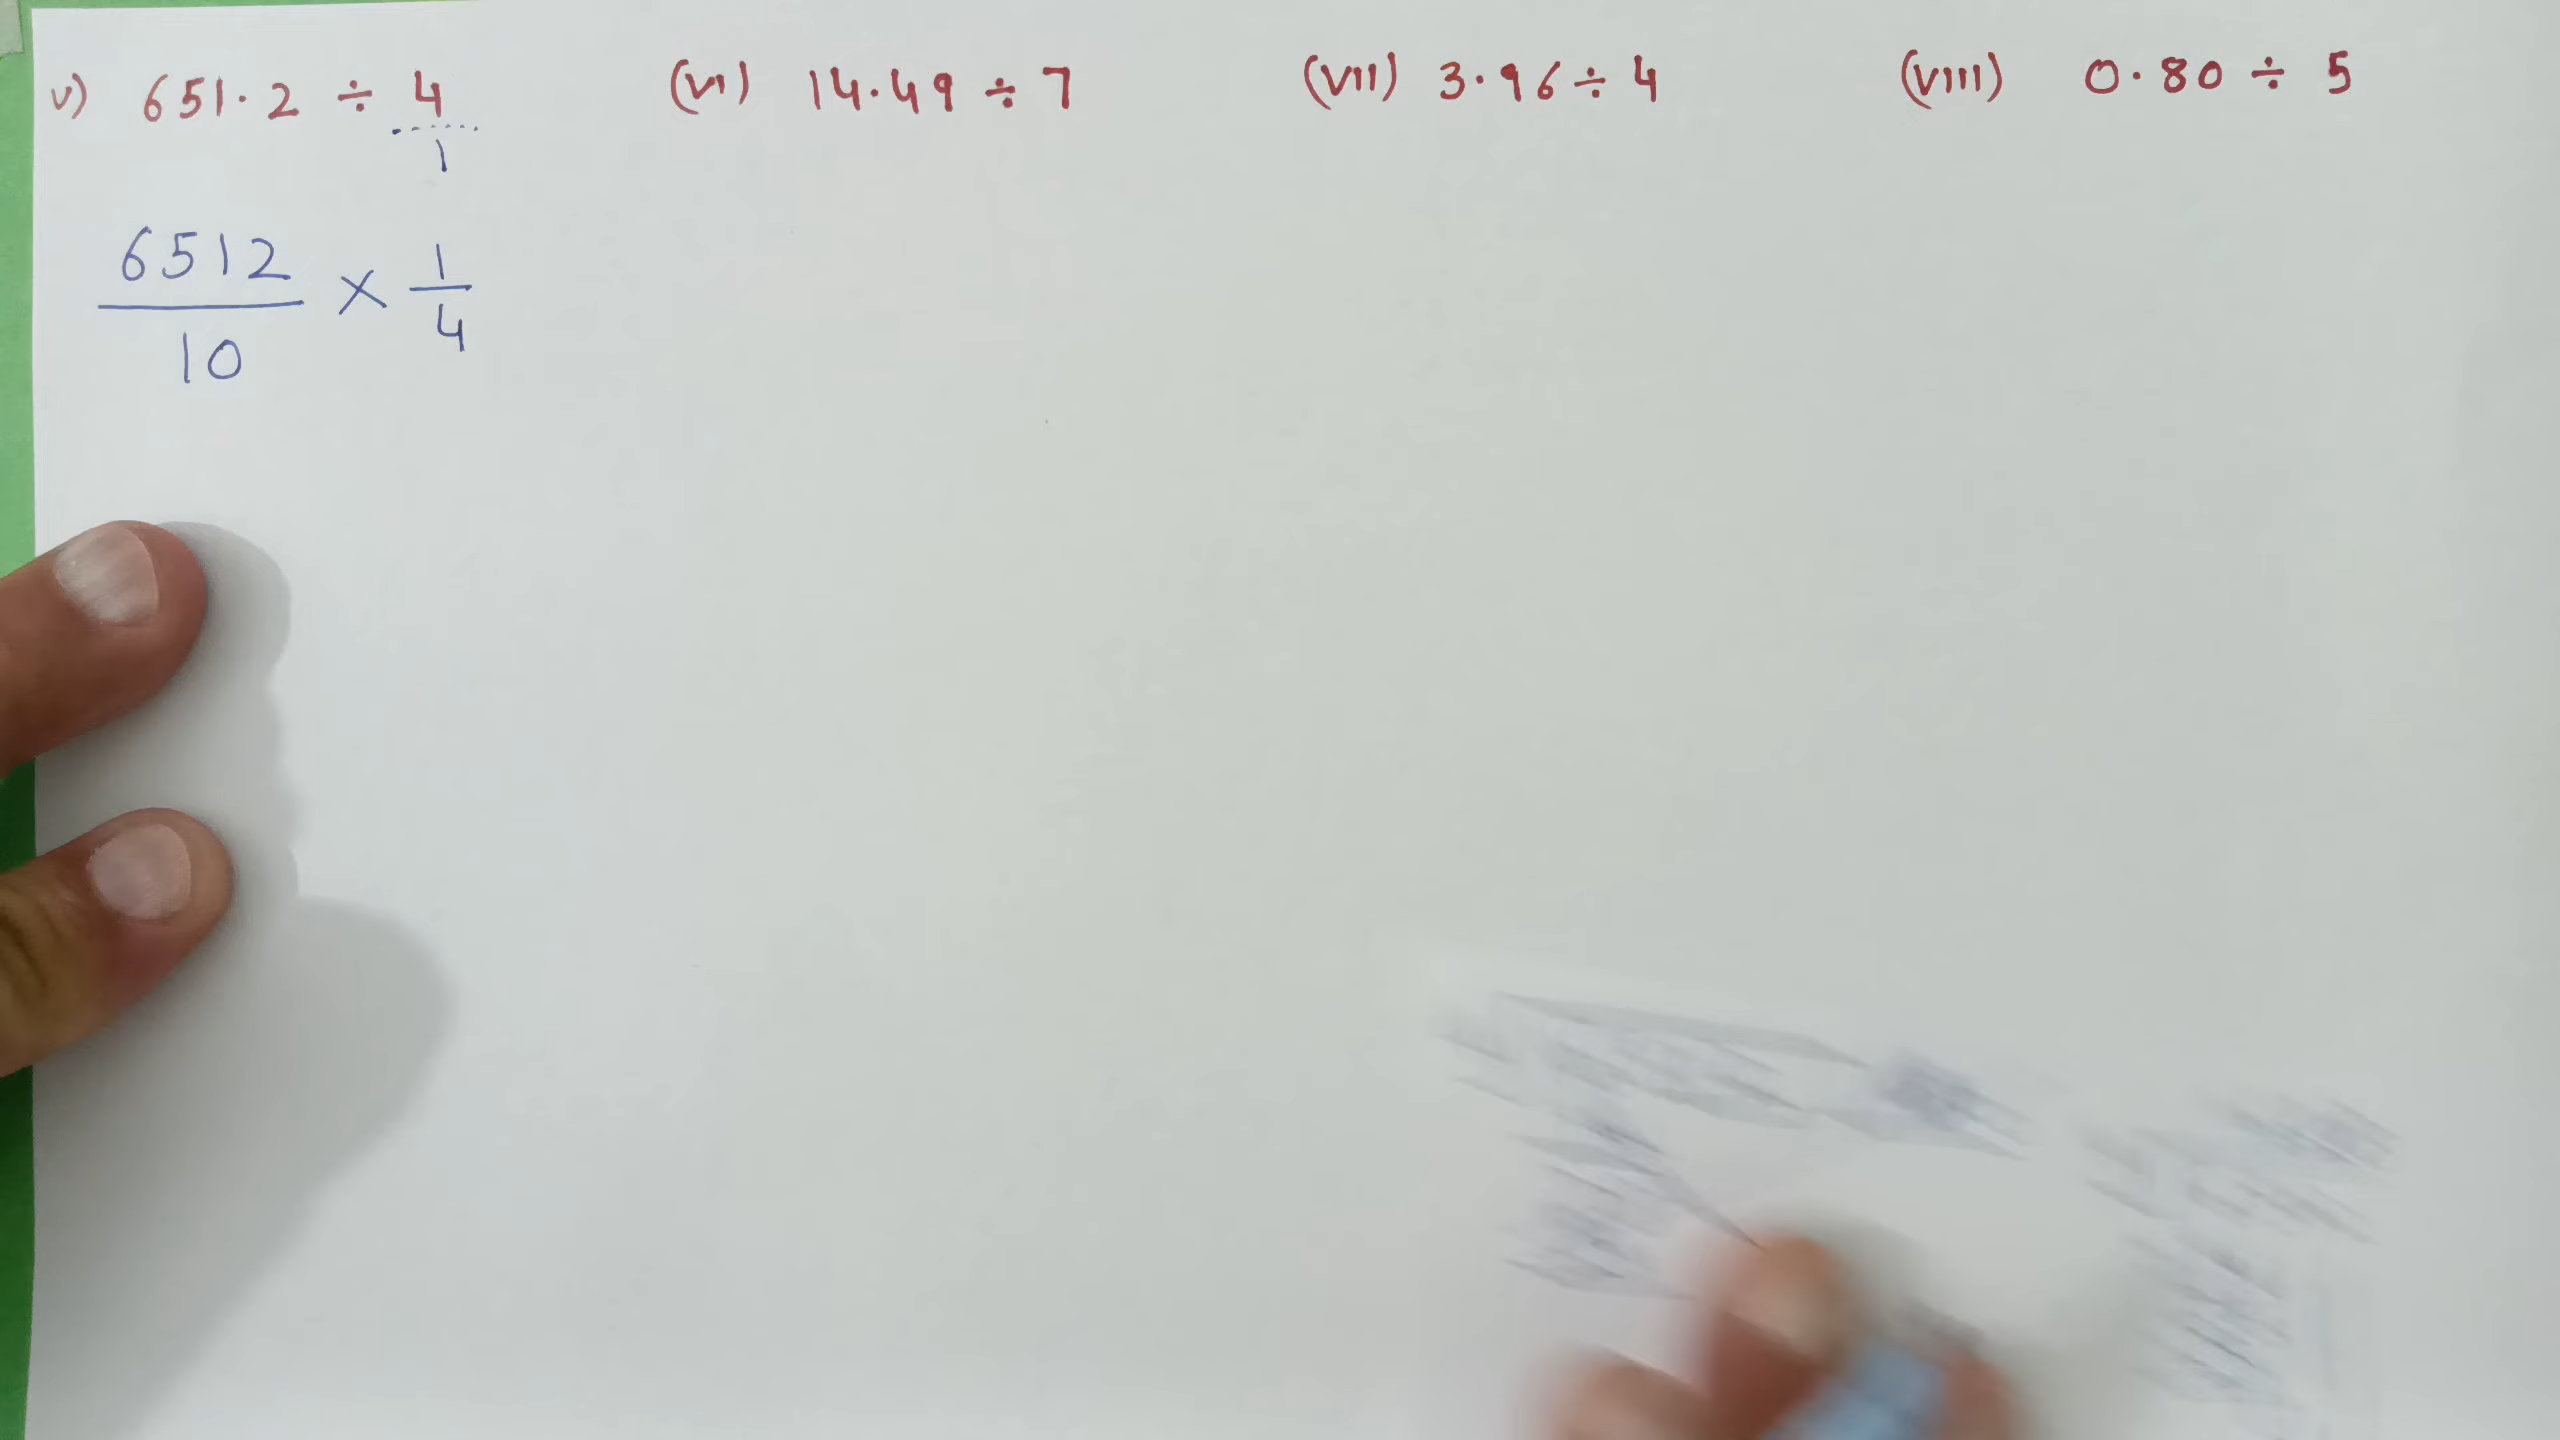 v) 651.2 ÷ 4 (VI) 14.49 ÷ 7 (VII) 3.96 ÷ 4 (VIII) 0.80 ÷ 5
1
6512 × 1
10 4